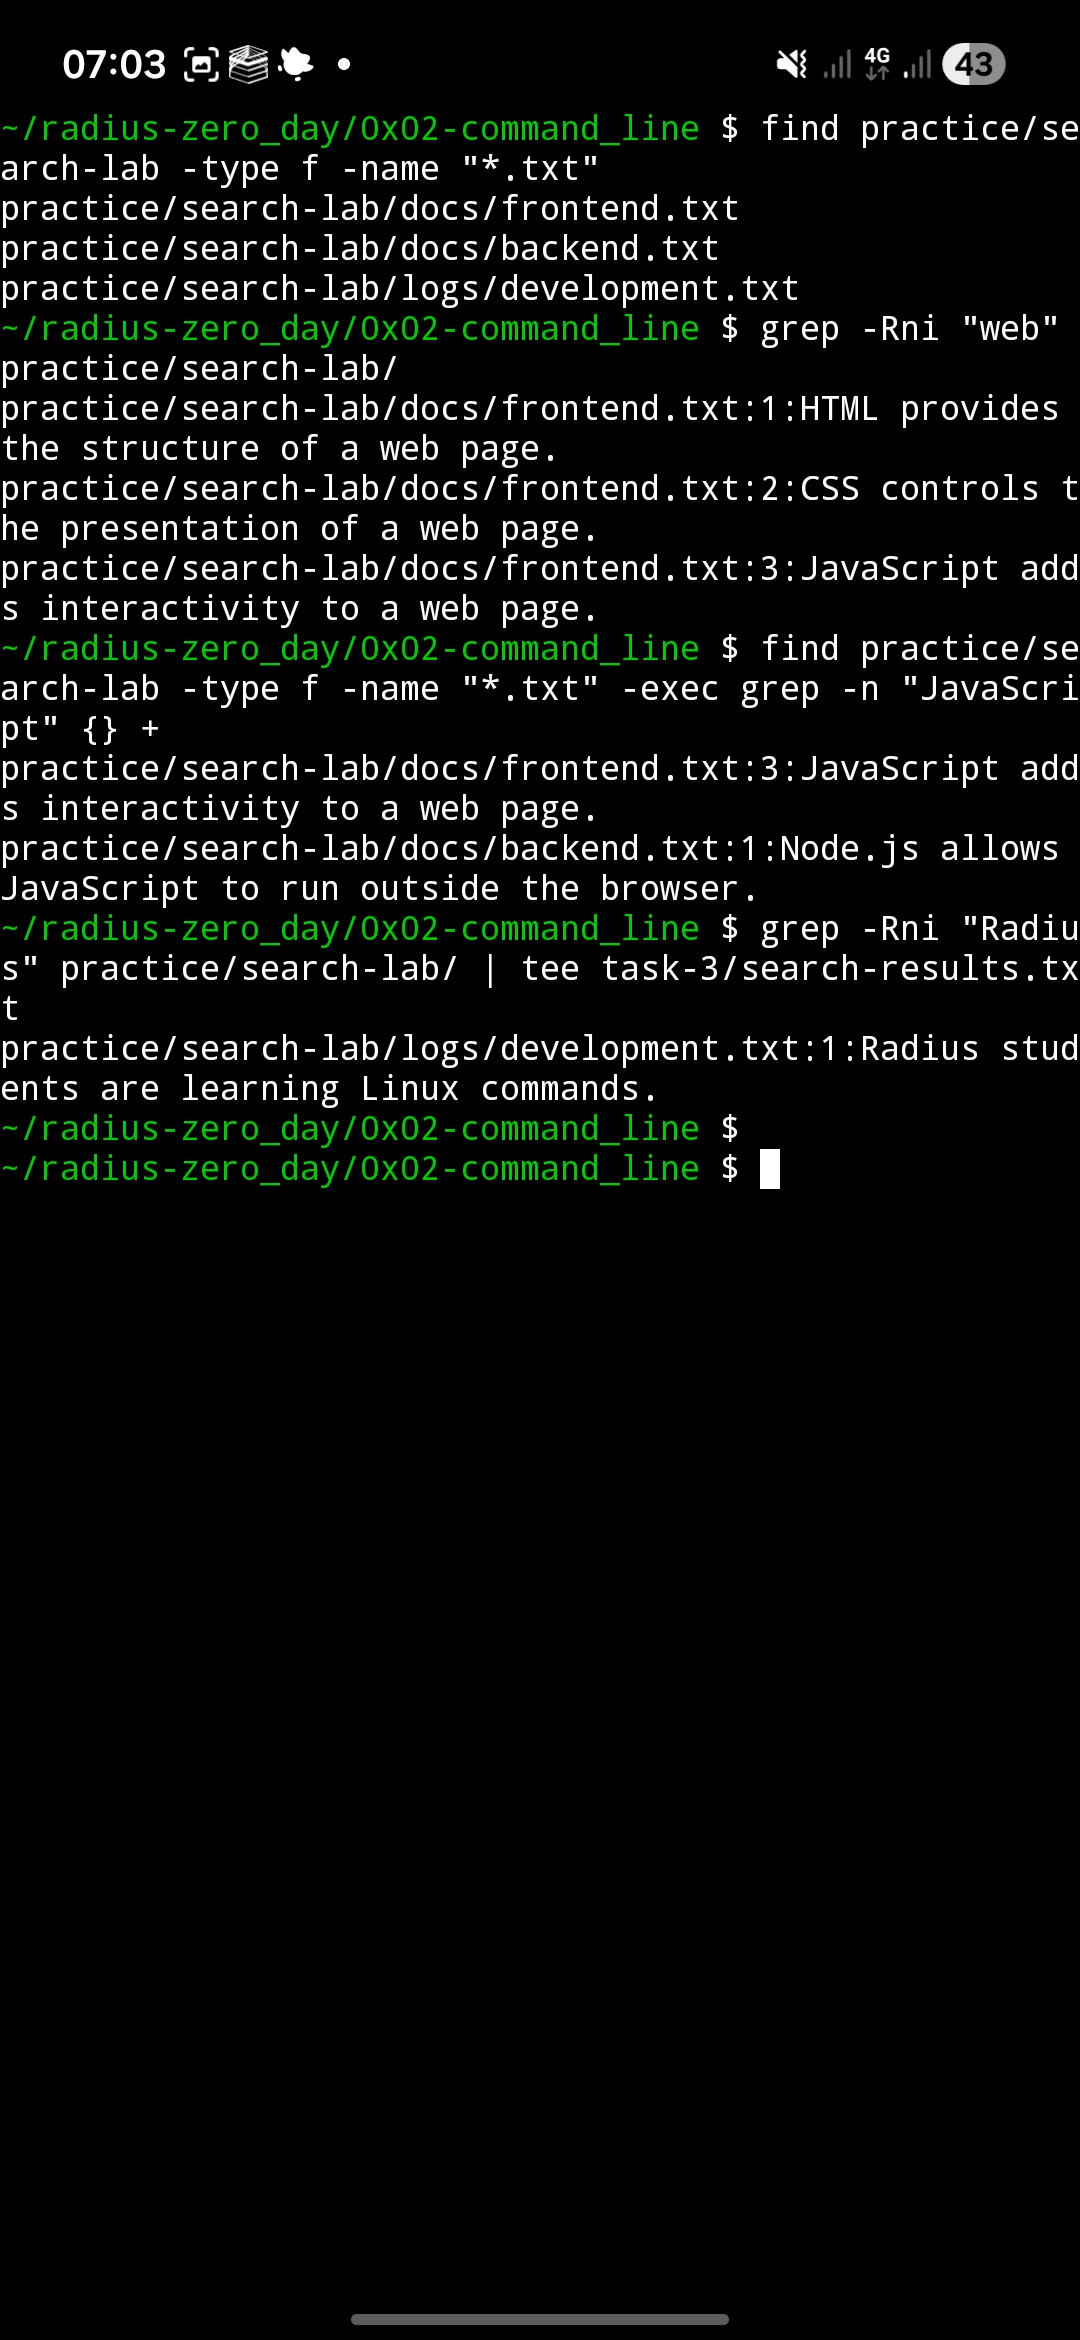 07:03
4G
43
~/radius-zero_day/0x02-command_line $ find practice/se
arch-lab -type f -name "*.txt"
practice/search-lab/docs/frontend.txt
practice/search-lab/docs/backend.txt
practice/search-lab/logs/development.txt
~/radius-zero_day/0x02-command_line $ grep -Rni "web"
practice/search-lab/
practice/search-lab/docs/frontend.txt:1:HTML provides
the structure of a web page.
practice/search-lab/docs/frontend.txt:2:CSS controls t
he presentation of a web page.
practice/search-lab/docs/frontend.txt:3:JavaScript add
s interactivity to a web page.
~/radius-zero_day/0x02-command_line $ find practice/se
arch-lab -type f -name "*.txt" -exec grep -n "JavaScri
pt" {} +
practice/search-lab/docs/frontend.txt:3:JavaScript add
s interactivity to a web page.
practice/search-lab/docs/backend.txt:1:Node.js allows
JavaScript to run outside the browser.
~/radius-zero_day/0x02-command_line $ grep -Rni "Radiu
s" practice/search-lab/ | tee task-3/search-results.tx
t
practice/search-lab/logs/development.txt:1:Radius stud
ents are learning Linux commands.
~/radius-zero_day/0x02-command_line $
~/radius-zero_day/0x02-command_line $